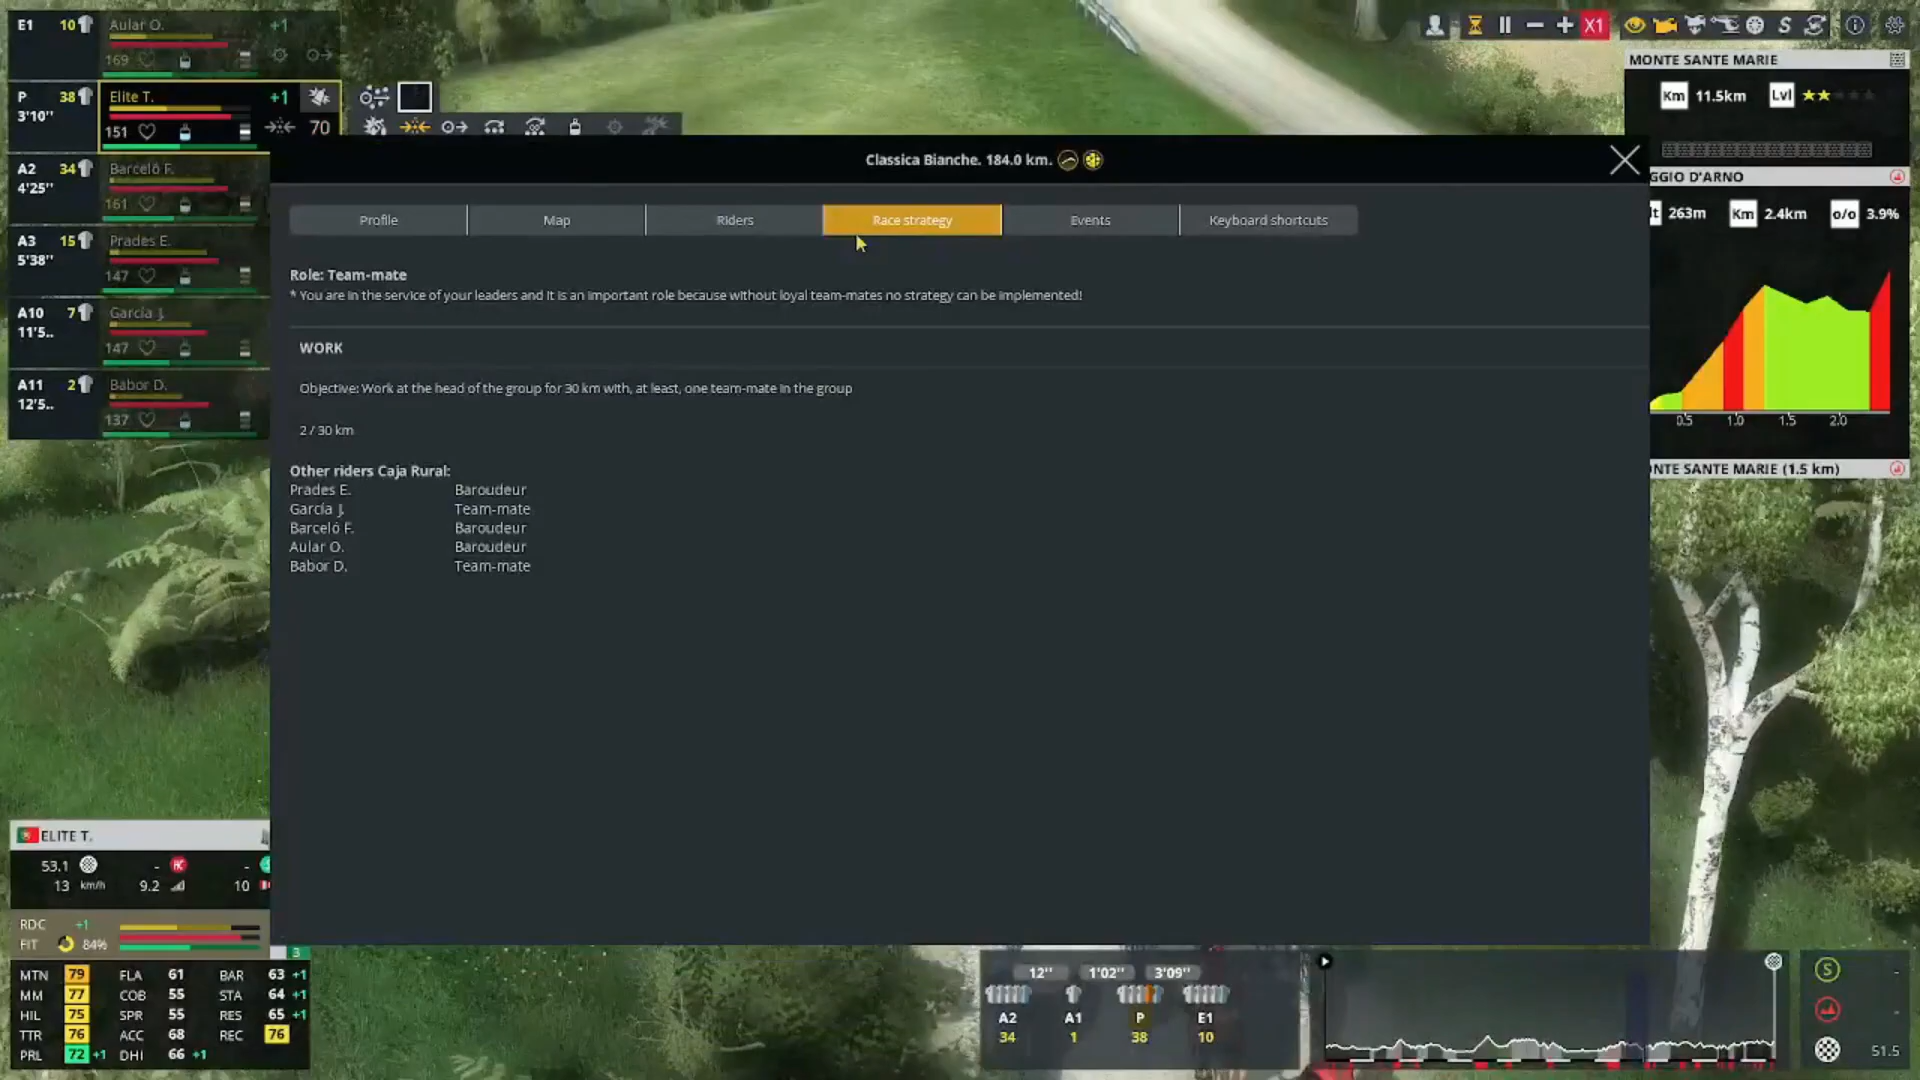 E1 10 Aular O. +1
169
P 38 Elite T. +1
3'10''
151 70
A2 34 Barceló F.
4'25''
161
A3 15 Prades E.
5'38''
147
A10 7 García J.
11'5..
147
A11 2 Babor D.
12'5..
137
X1
MONTE SANTE MARIE
Km 11.5km Lvl
GGIO D'ARNO
lt 263m Km 2.4km o/o 3.9%
0.5 1.0 1.5 2.0
NTE SANTE MARIE (1.5 km)
Classica Bianche. 184.0 km.
Profile Map Riders Race strategy Events Keyboard shortcuts
Role: Team-mate
* You are in the service of your leaders and it is an important role because without loyal team-mates no strategy can be implemented!
WORK
Objective: Work at the head of the group for 30 km with, at least, one team-mate in the group
2 / 30 km
Other riders Caja Rural:
Prades E. Baroudeur
García J. Team-mate
Barceló F. Baroudeur
Aular O. Baroudeur
Babor D. Team-mate
ELITE T.
53.1 - HC -
13 km/h 9.2 10
RDC +1
FIT 84%
3
MTN 79 FLA 61 BAR 63 +1
MM 77 COB 55 STA 64 +1
HIL 75 SPR 55 RES 65 +1
TTR 76 ACC 68 REC 76
PRL 72 +1 DHI 66 +1
12'' 1'02'' 3'09''
A2 A1 P E1
34 1 38 10
S -
-
51.5